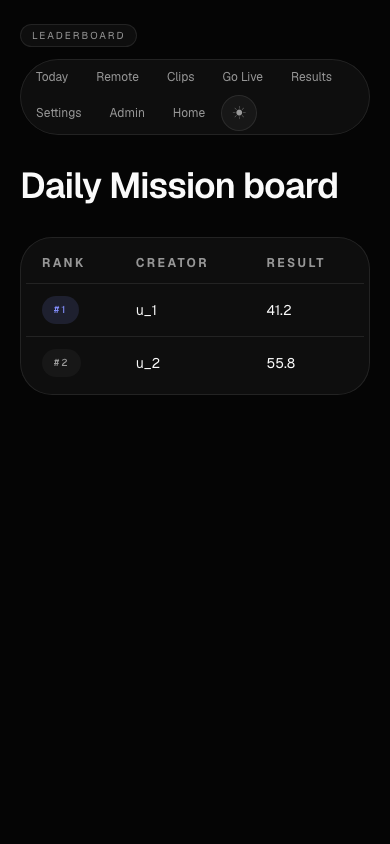 LEADERBOARD
Today Remote Clips Go Live Results
Settings Admin Home
Daily Mission board
RANK CREATOR RESULT
#1 u_1 41.2
#2 u_2 55.8